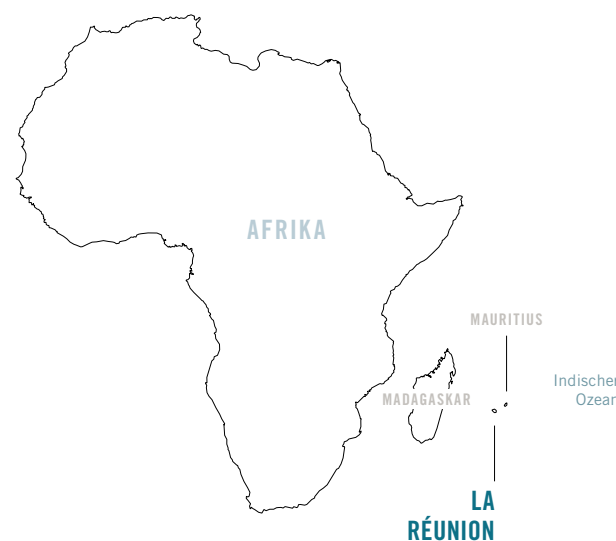 AFRIKA
MAURITIUS
Indischer
Ozean
MADAGASKAR
LA
RÉUNION